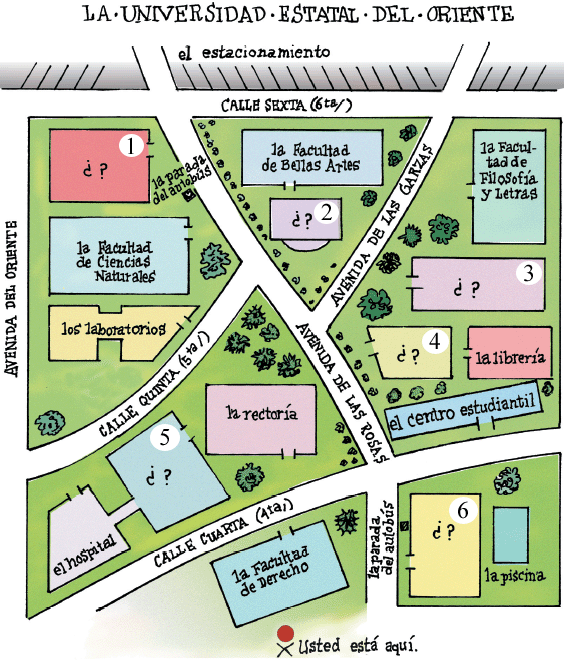 LA·UNIVERSIDAD·ESTATAL·DEL·ORIENTE
el estacionamiento
CALLE SEXTA (6ta/)
1
¿ ?
la parada
del autobús
la Facultad
de Bellas Artes
2
¿ ?
AVENIDA DE LAS GARZAS
la Facul-
tad de
Filosofía
y Letras
AVENIDA DEL ORIENTE
la Facultad
de Ciencias
Naturales
los laboratorios
3
¿ ?
4
¿ ?
la librería
CALLE QUINTA (5ta/)
AVENIDA DE LAS ROSAS
la rectoría
el centro estudiantil
5
¿ ?
el hospital
CALLE CUARTA (4ta/)
la Facultad
de Derecho
la parada
del autobús
6
¿ ?
la piscina
Usted está aquí.